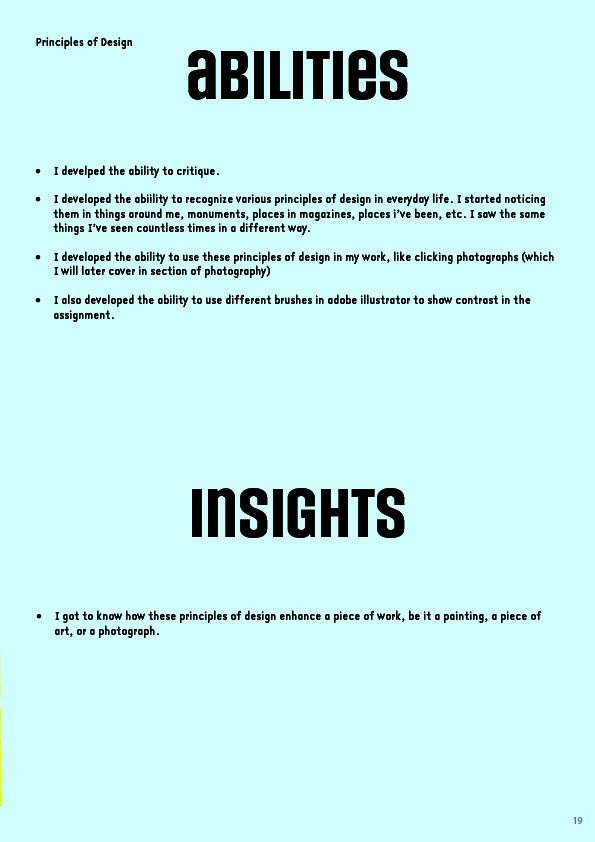 Principles of Design
aBILITIes
• I develped the ability to critique.
• I developed the abiility to recognize various principles of design in everyday life. I started noticing
them in things around me, monuments, places in magazines, places i've been, etc. I saw the same
things I've seen countless times in a different way.
• I developed the ability to use these principles of design in my work, like clicking photographs (which
I will later cover in section of photography)
• I also developed the ability to use different brushes in adobe illustrator to show contrast in the
assignment.
InSIGHTS
• I got to know how these principles of design enhance a piece of work, be it a painting, a piece of
art, or a photograph.
19